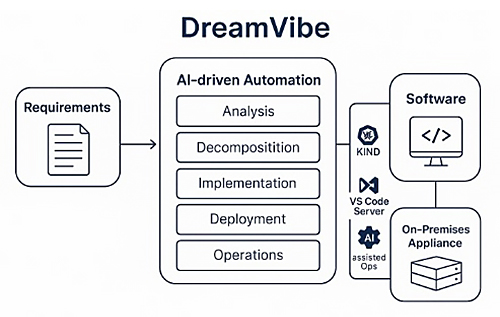 DreamVibe
Requirements
AI-driven Automation
Analysis
Decompositition
Implementation
Deployment
Operations
KIND
VS Code
Server
AI
assisted
Ops
Software
</>
On-Premises
Appliance